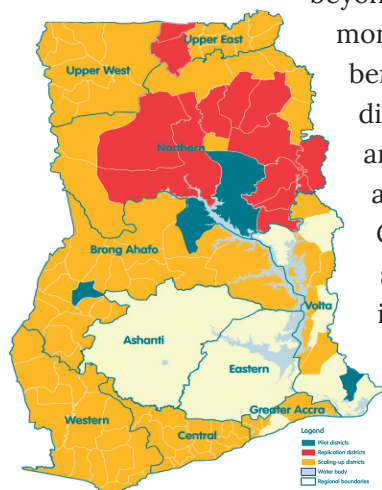 beyon
mor
ber
di
ar
a
C
s
i
Upper East
Upper West
Northern
Brong Ahafo
Volta
Ashanti
Eastern
Greater Accra
Western
Central
Legend
Pilot districts
Replication districts
Scaling-up districts
Water body
Regional boundaries